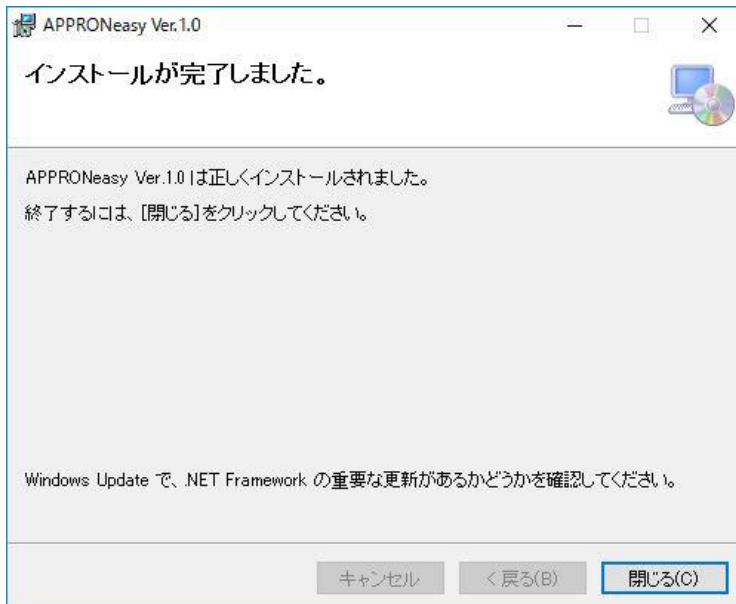 APPRONeasy Ver.1.0
インストールが完了しました。
APPRONeasy Ver.1.0 は正しくインストールされました。
終了するには、[閉じる]をクリックしてください。
Windows Update で、.NET Framework の重要な更新があるかどうかを確認してください。
キャンセル
< 戻る(B)
閉じる(C)